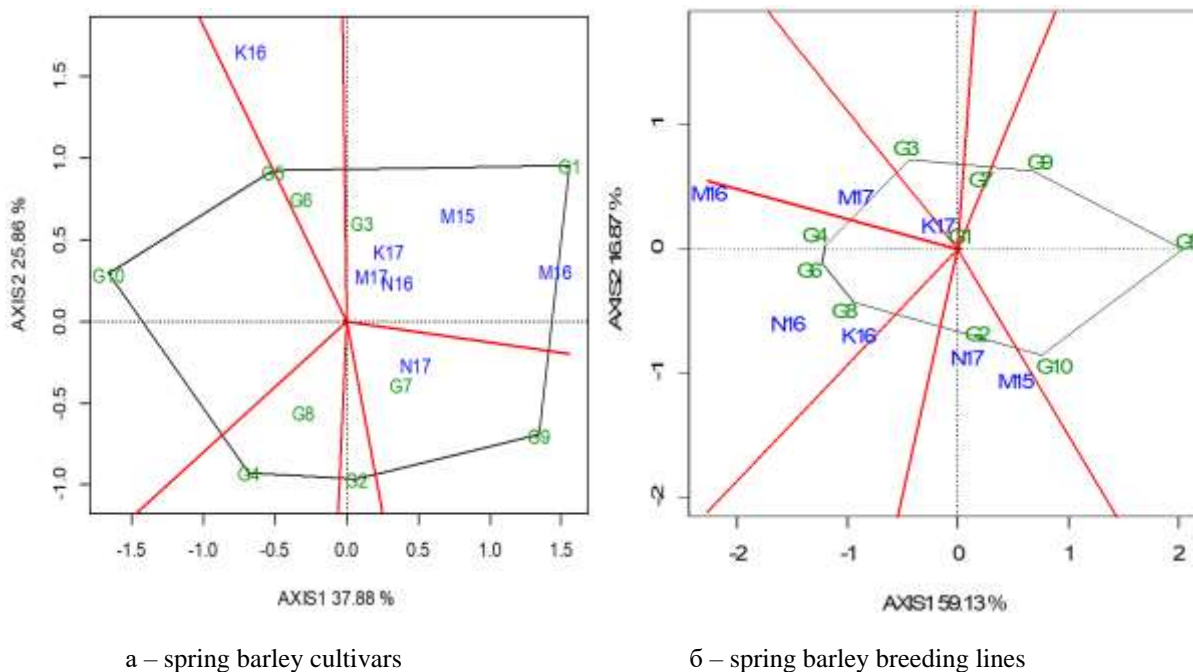 1.5
1.0
0.5
0.0
-0.5
-1.0
AXIS2 25.86 %
K16
G1
G5
G6
M15
G3
K17
M17
N16
M16
G10
N17
G7
G8
G9
G4
G2
-1.5 -1.0 -0.5 0.0 0.5 1.0 1.5
AXIS1 37.88 %
1
0
-1
-2
AXIS2 16.87 %
G3
G9
G7
M16
M17
K17
G1
G4
G6
G8
N16
K16
G2
N17
G10
M15
-2 -1 0 1 2
AXIS1 59.13 %
a – spring barley cultivars
б – spring barley breeding lines